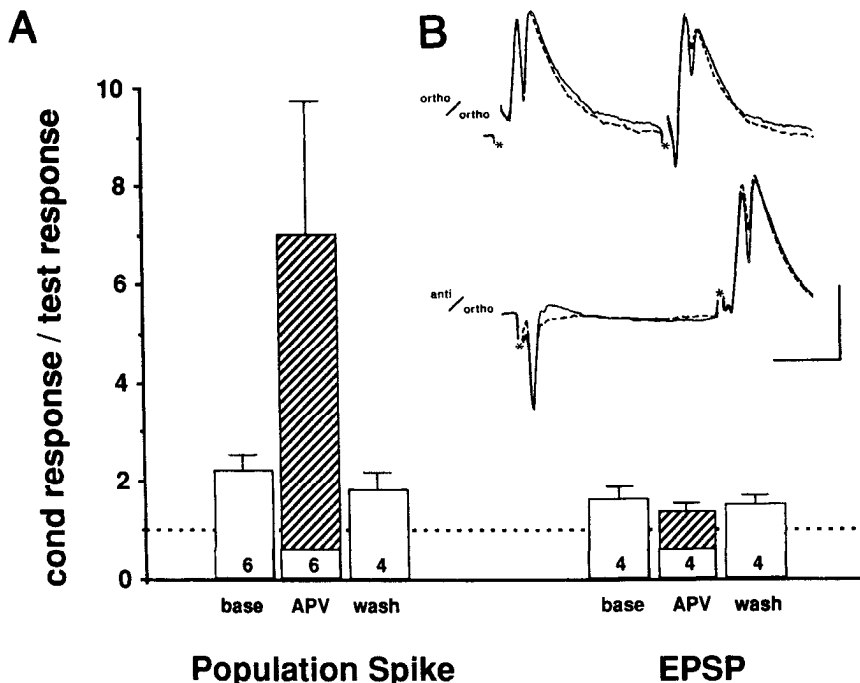 A
B
cond response / test response
10
8
6
4
2
0
ortho / ortho
*
*
anti / ortho
*
*
6
6
4
4
4
4
base
APV
wash
base
APV
wash
Population Spike
EPSP